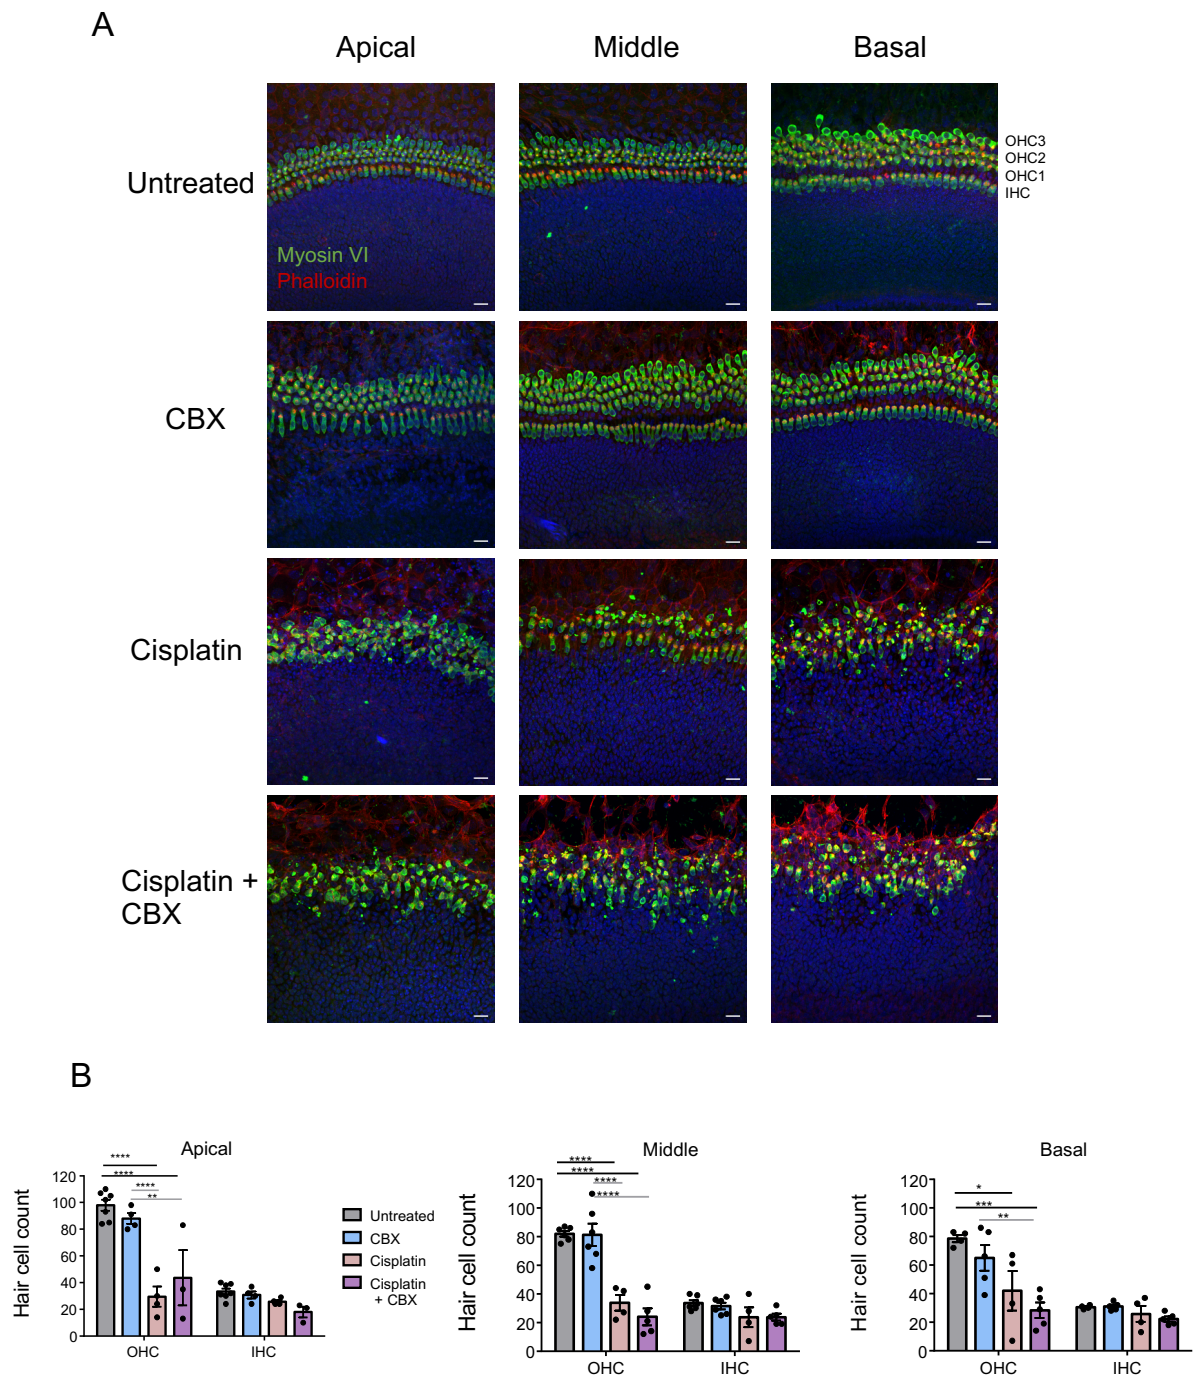 A
Apical Middle Basal
Untreated
Myosin VI
Phalloidin
OHC3
OHC2
OHC1
IHC
CBX
Cisplatin
Cisplatin +
CBX
B
Apical
Hair cell count
120
100
80
60
40
20
0
****
****
****
**
OHC IHC
Untreated
CBX
Cisplatin
Cisplatin
+ CBX
Middle
Hair cell count
120
100
80
60
40
20
0
****
****
****
****
OHC IHC
Basal
Hair cell count
120
100
80
60
40
20
0
*
***
**
OHC IHC